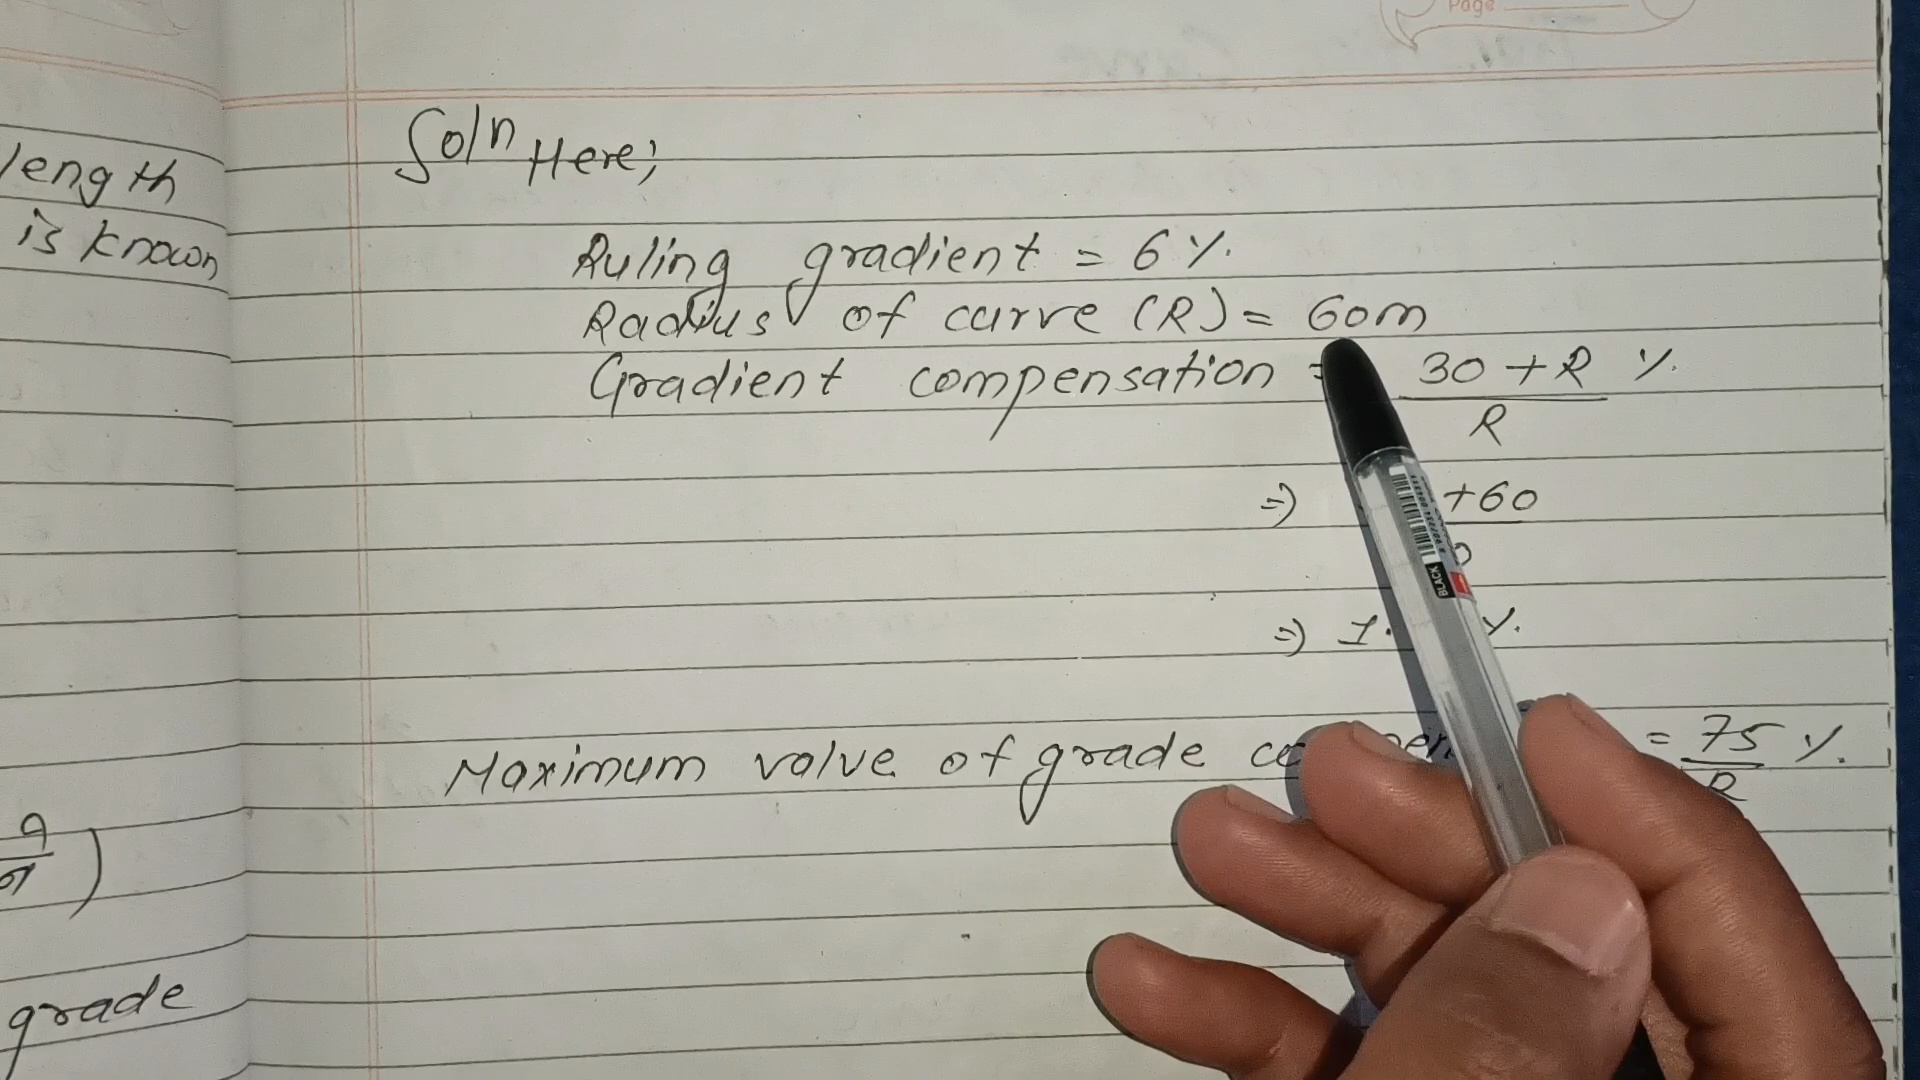 Page
length
is known
grade
Soln Here;
Ruling gradient = 6 %.
Radius of curve (R) = 60m
Gradient compensation = 30 + R %.
R
=) +60
=) 1. %.
Maximum value of grade = 75 %.
R
BLACK